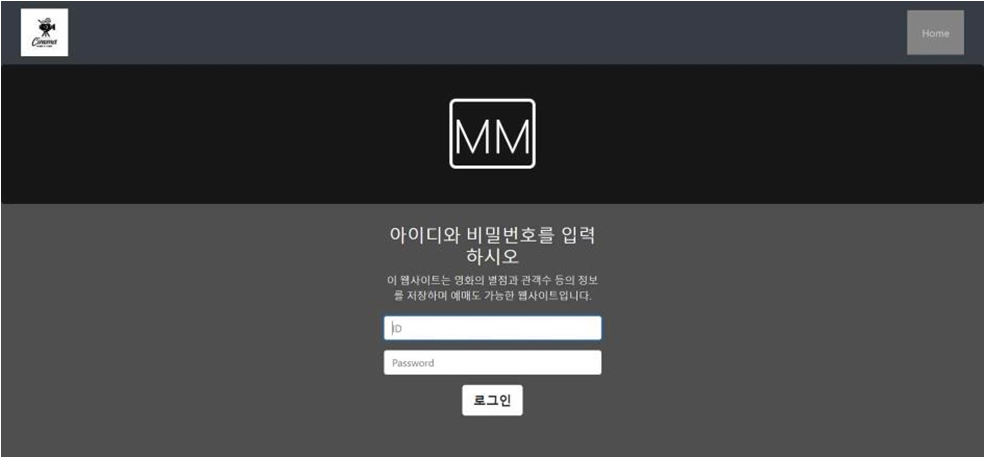 Cinema
Home
MM
아이디와 비밀번호를 입력
하시오
이 웹사이트는 영화의 별점과 관객수 등의 정보
를 저장하며 예매도 가능한 웹사이트입니다.
ID
Password
로그인